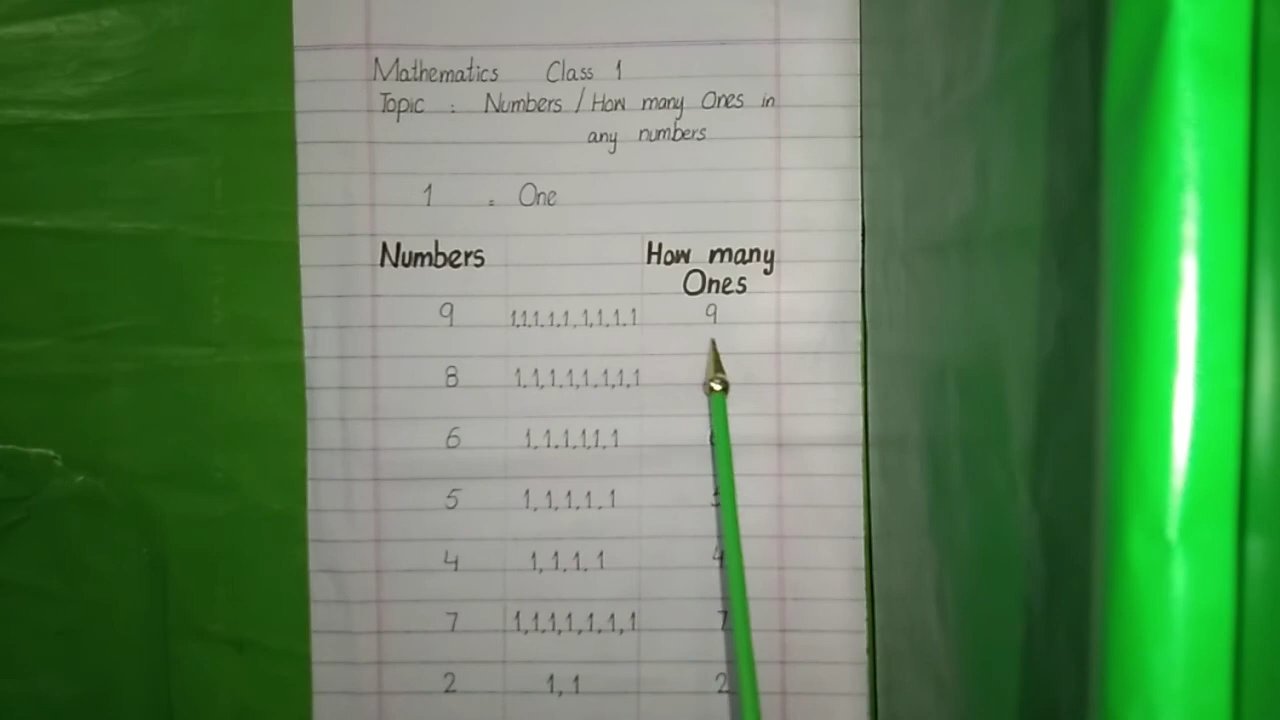 Mathematics Class 1
Topic : Numbers / How many Ones in
any numbers
1 = One
Numbers How many
Ones
9 1,1,1,1,1,1,1,1,1 9
8 1,1,1,1,1,1,1,1
6 1,1,1,1,1,1
5 1,1,1,1,1
4 1,1,1,1 4
7 1,1,1,1,1,1,1 7
2 1,1 2